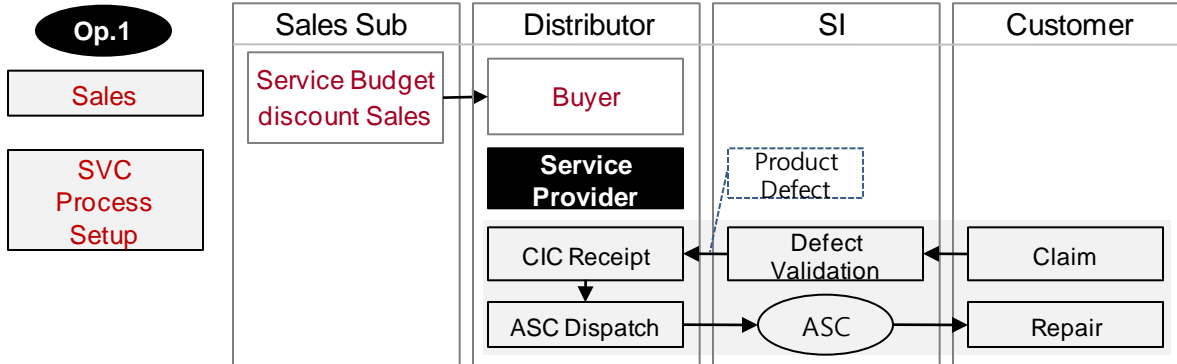 Op.1
Sales Sub
Distributor
SI
Customer
Sales
Service Budget
discount Sales
Buyer
SVC
Process
Setup
Service
Provider
Product
Defect
CIC Receipt
Defect
Validation
Claim
ASC Dispatch
ASC
Repair